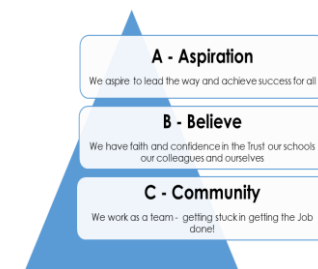 A - Aspiration
We aspire to lead the way and achieve success for all
B - Believe
We have faith and confidence in the Trust our schools
our colleagues and ourselves
C - Community
We work as a team - getting stuck in getting the Job
done!